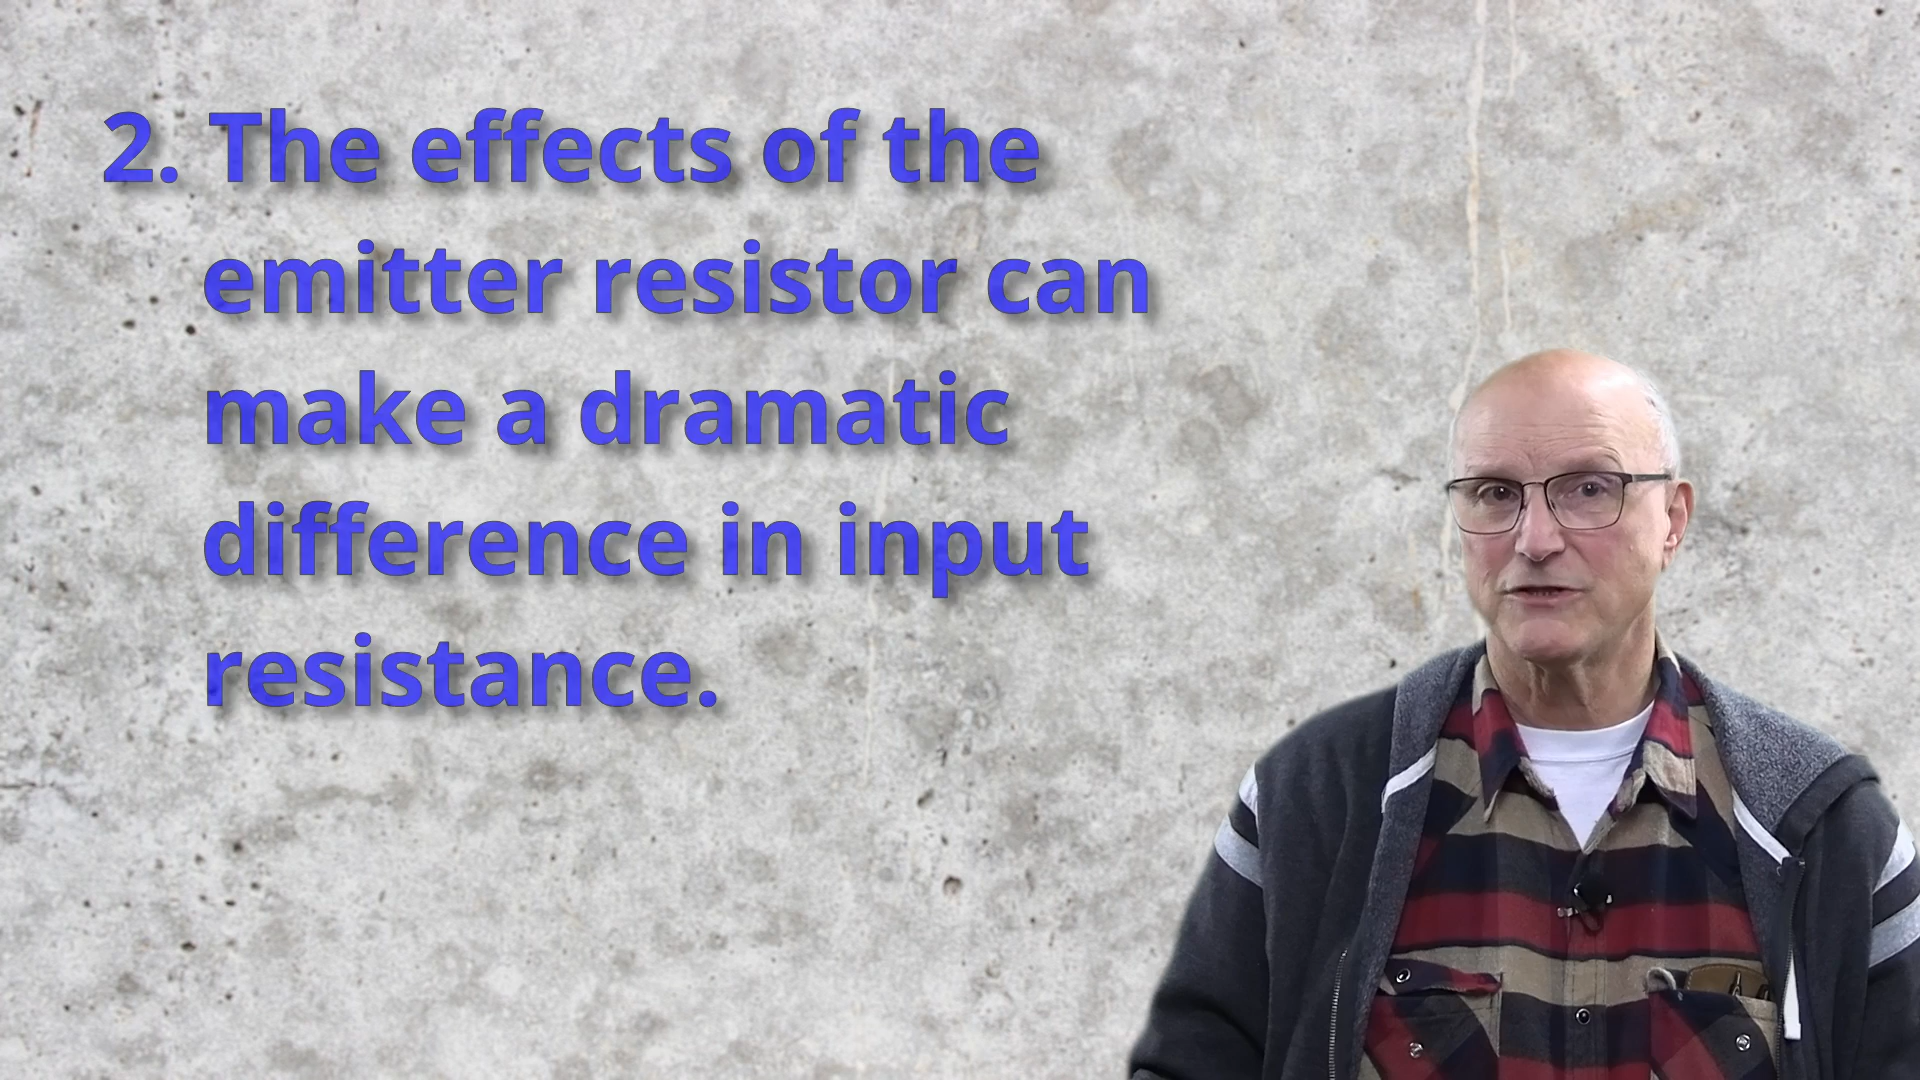 2. The effects of the
emitter resistor can
make a dramatic
difference in input
resistance.